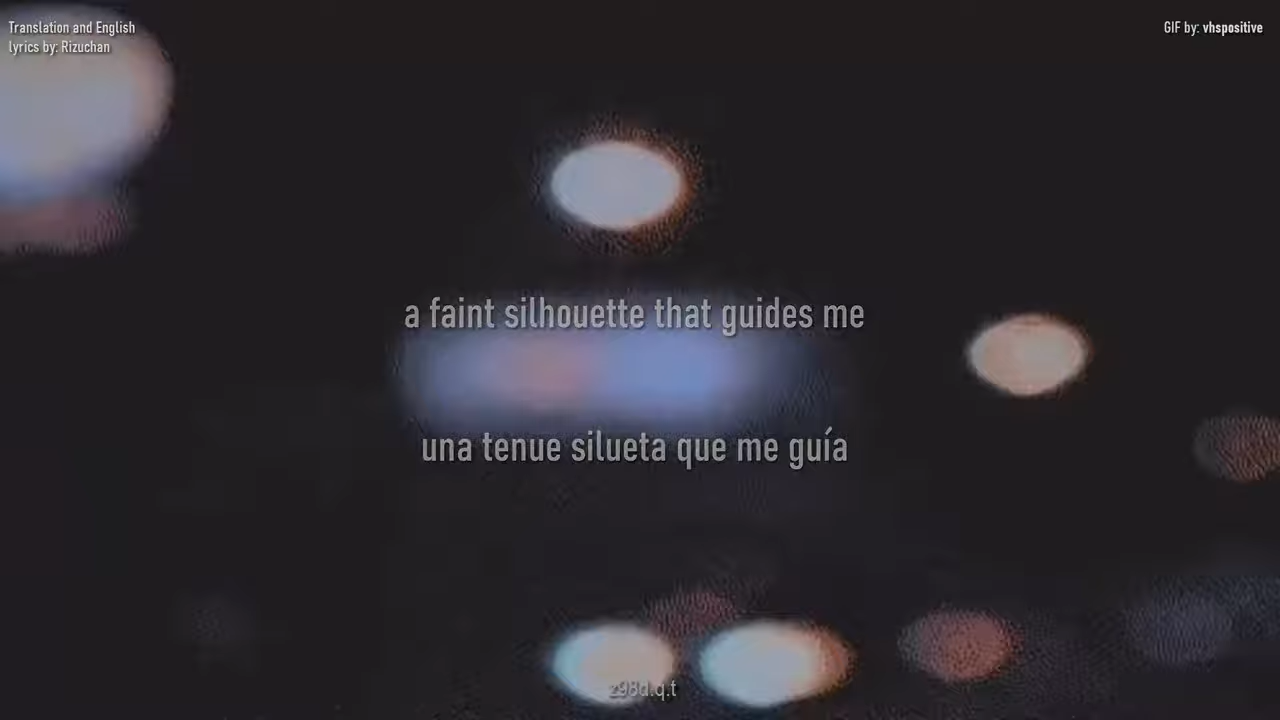 Translation and English
lyrics by: Rizuchan
GIF by: vhspositive
a faint silhouette that guides me
una tenue silueta que me guía
z98d.q.t